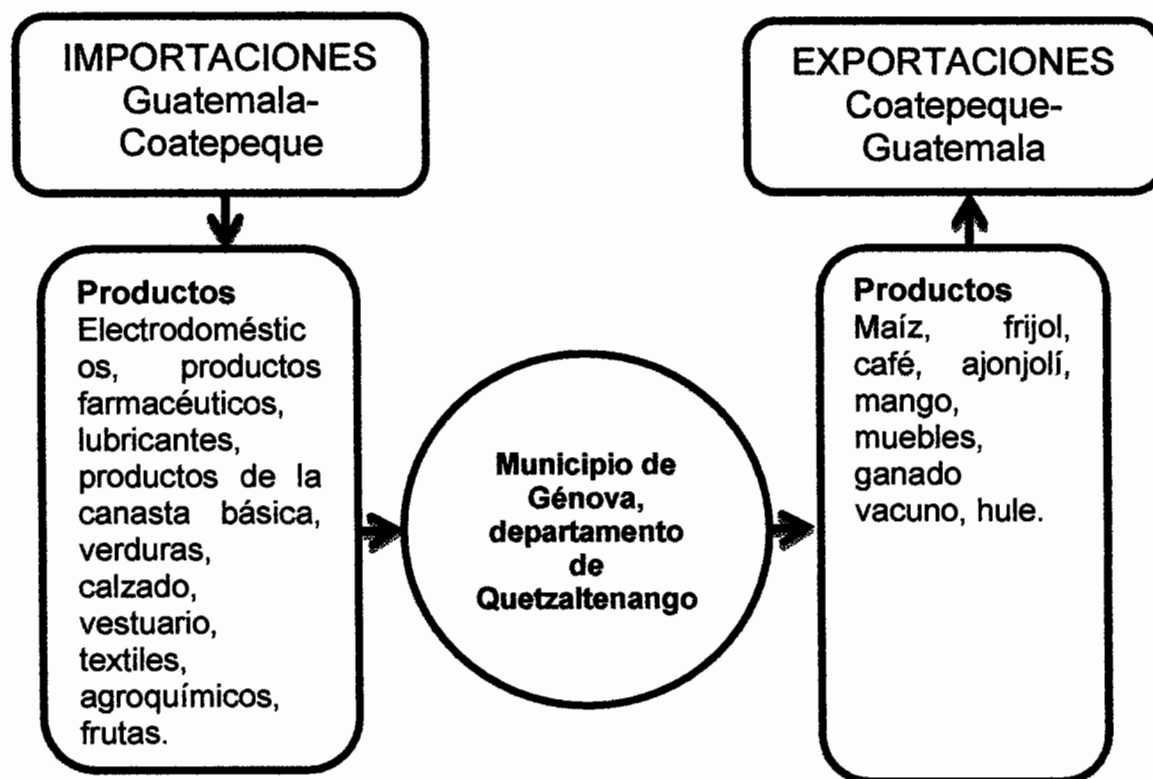 IMPORTACIONES
Guatemala-
Coatepeque
EXPORTACIONES
Coatepeque-
Guatemala
Productos
Electrodoméstic
os, productos
farmacéuticos,
lubricantes,
productos de la
canasta básica,
verduras,
calzado,
vestuario,
textiles,
agroquímicos,
frutas.
Municipio de
Génova,
departamento
de
Quetzaltenango
Productos
Maíz, frijol,
café, ajonjolí,
mango,
muebles,
ganado
vacuno, hule.